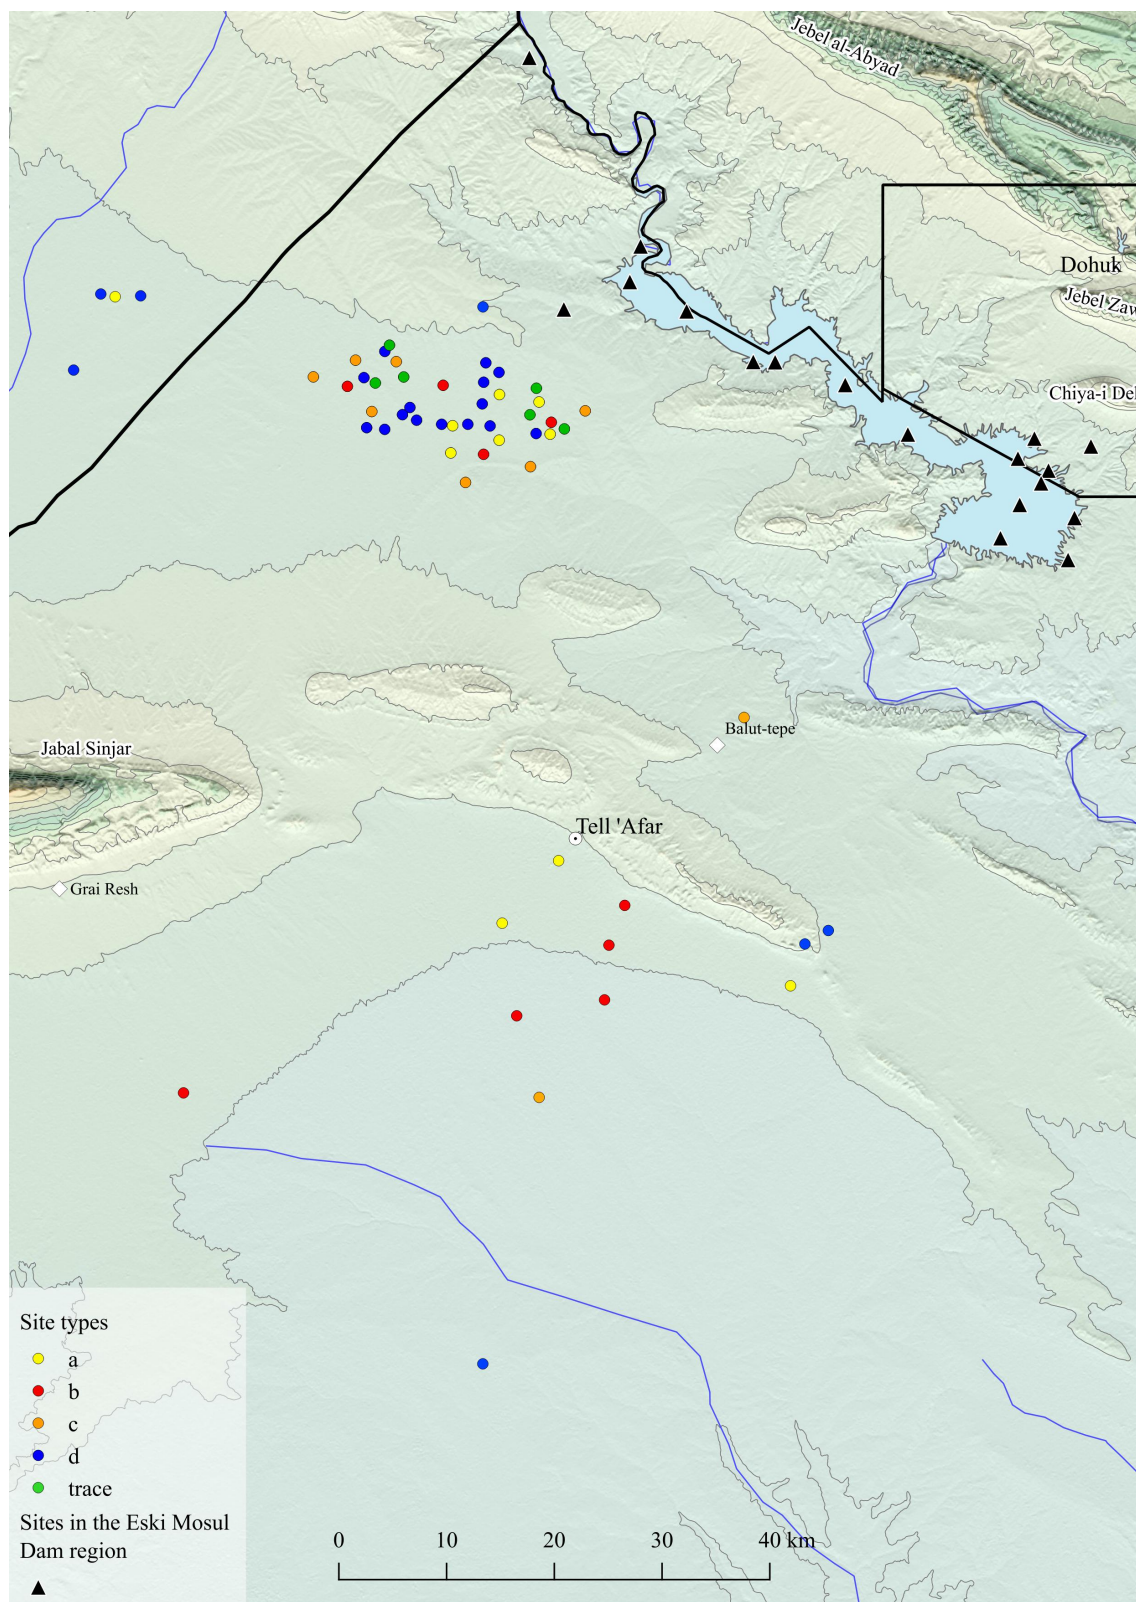 Jebel al-Abyad
Dohuk
Jebel Zaw
Chiya-i Del
Balut-tepe
Jabal Sinjar
Tell 'Afar
Grai Resh
Site types
a
b
c
d
trace
Sites in the Eski Mosul
Dam region
0 10 20 30 40 km